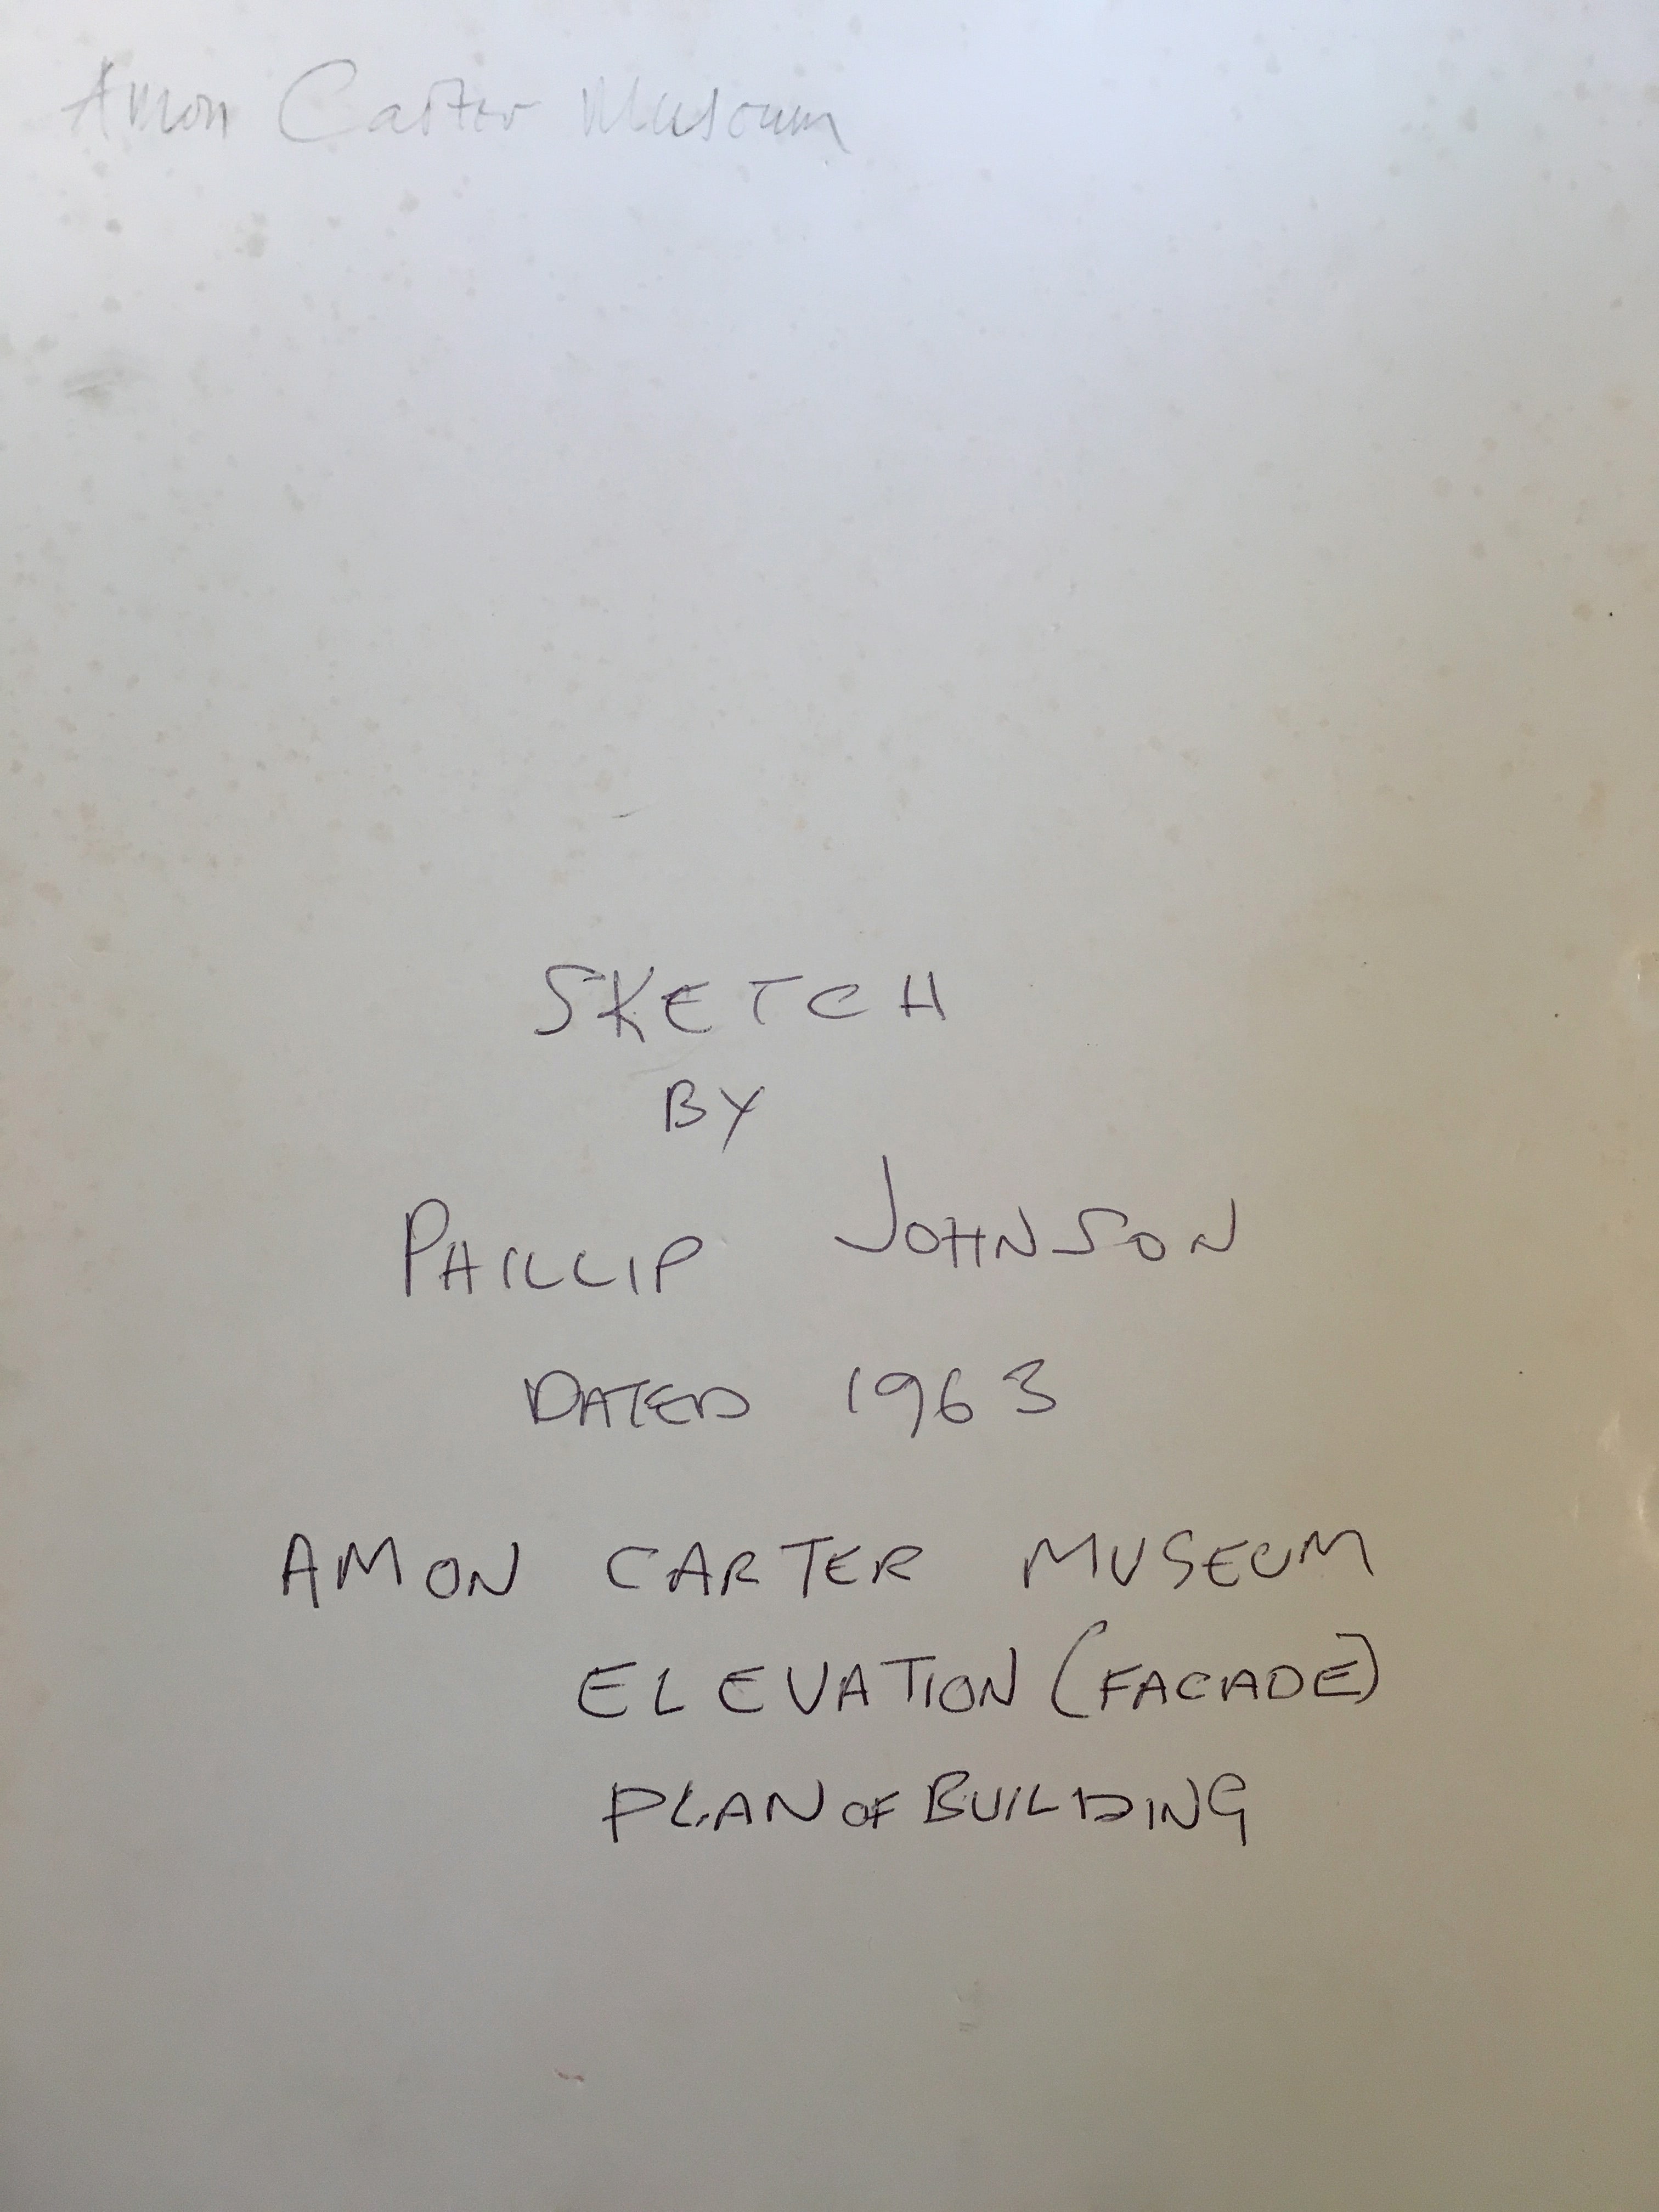 Amon Carter Museum
SKETCH
BY
PHILLIP JOHNSON
DATED 1963
AMON CARTER MUSEUM
ELEVATION (FACADE)
PLAN OF BUILDING